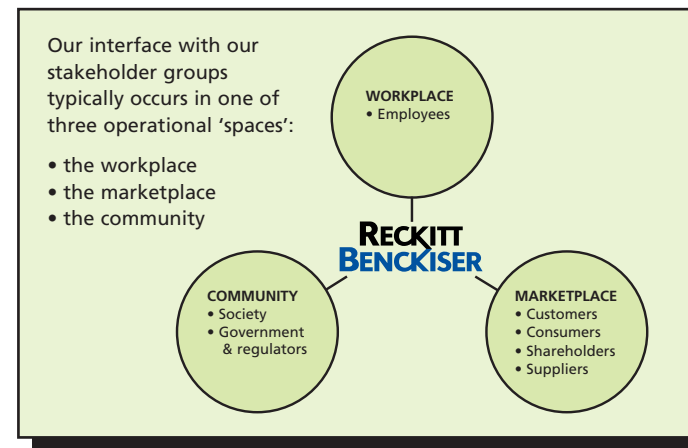 Our interface with our
stakeholder groups
typically occurs in one of
three operational ‘spaces’:
• the workplace
• the marketplace
• the community
WORKPLACE
• Employees
RECKITT
BENCKISER
COMMUNITY
• Society
• Government
& regulators
MARKETPLACE
• Customers
• Consumers
• Shareholders
• Suppliers